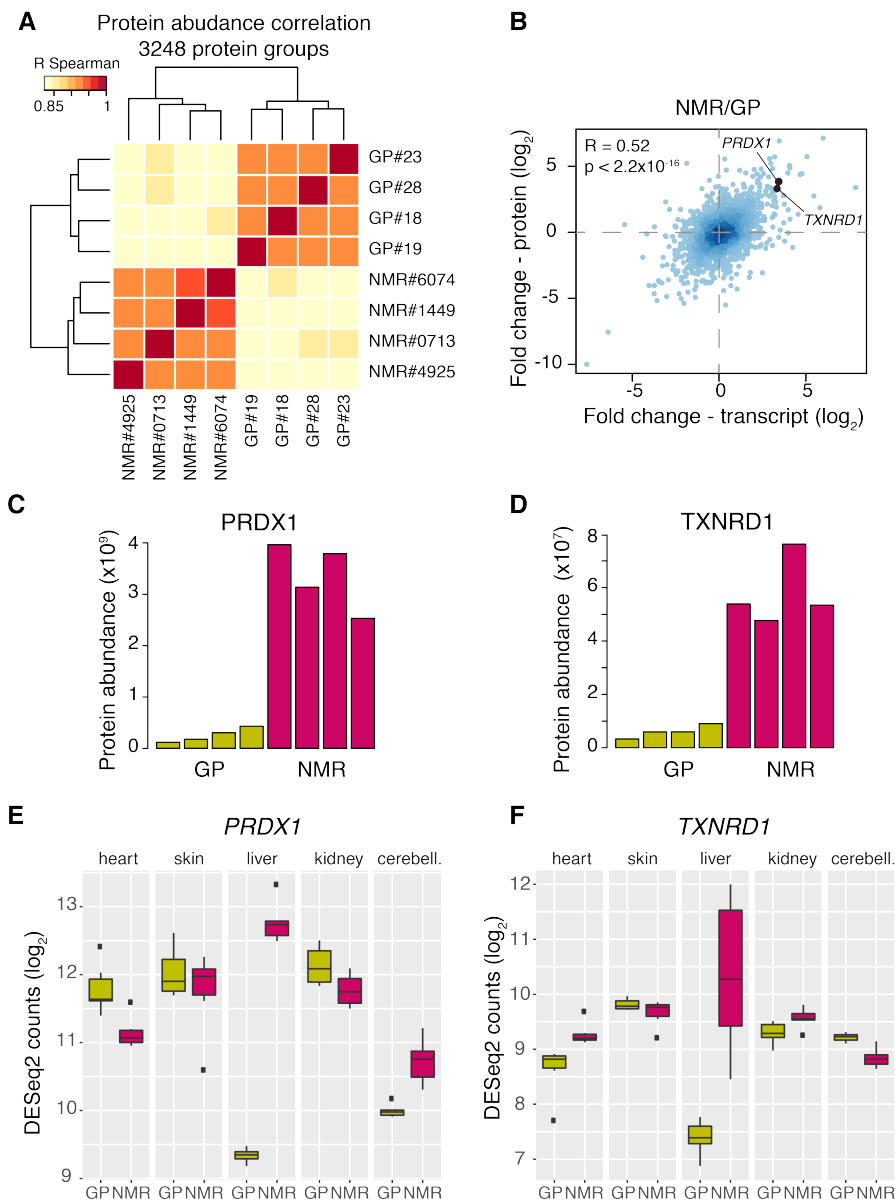 A
Protein abudance correlation
3248 protein groups
R Spearman
0.85 1
GP#23
GP#28
GP#18
GP#19
NMR#6074
NMR#1449
NMR#0713
NMR#4925
NMR#4925
NMR#0713
NMR#1449
NMR#6074
GP#19
GP#18
GP#28
GP#23
B
NMR/GP
R = 0.52
p < 2.2x10-16
PRDX1
TXNRD1
Fold change - protein (log2)
5
0
-5
-10
-5 0 5
Fold change - transcript (log2)
C
PRDX1
Protein abundance (x10⁹)
4
3
2
1
0
GP NMR
D
TXNRD1
Protein abundance (x10⁷)
8
6
4
2
0
GP NMR
E
PRDX1
heart skin liver kidney cerebell.
DESeq2 counts (log2)
13
12
11
10
9
GP NMR GP NMR GP NMR GP NMR GP NMR
F
TXNRD1
heart skin liver kidney cerebell.
DESeq2 counts (log2)
12
11
10
9
8
7
GP NMR GP NMR GP NMR GP NMR GP NMR